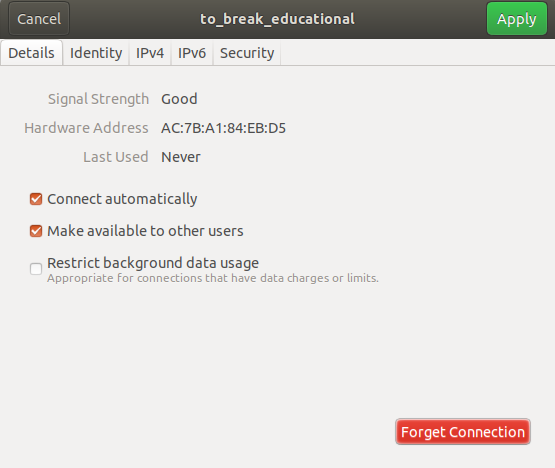 Cancel to_break_educational Apply
Details Identity IPv4 IPv6 Security
Signal Strength Good
Hardware Address AC:7B:A1:84:EB:D5
Last Used Never
Connect automatically
Make available to other users
Restrict background data usage
Appropriate for connections that have data charges or limits.
Forget Connection